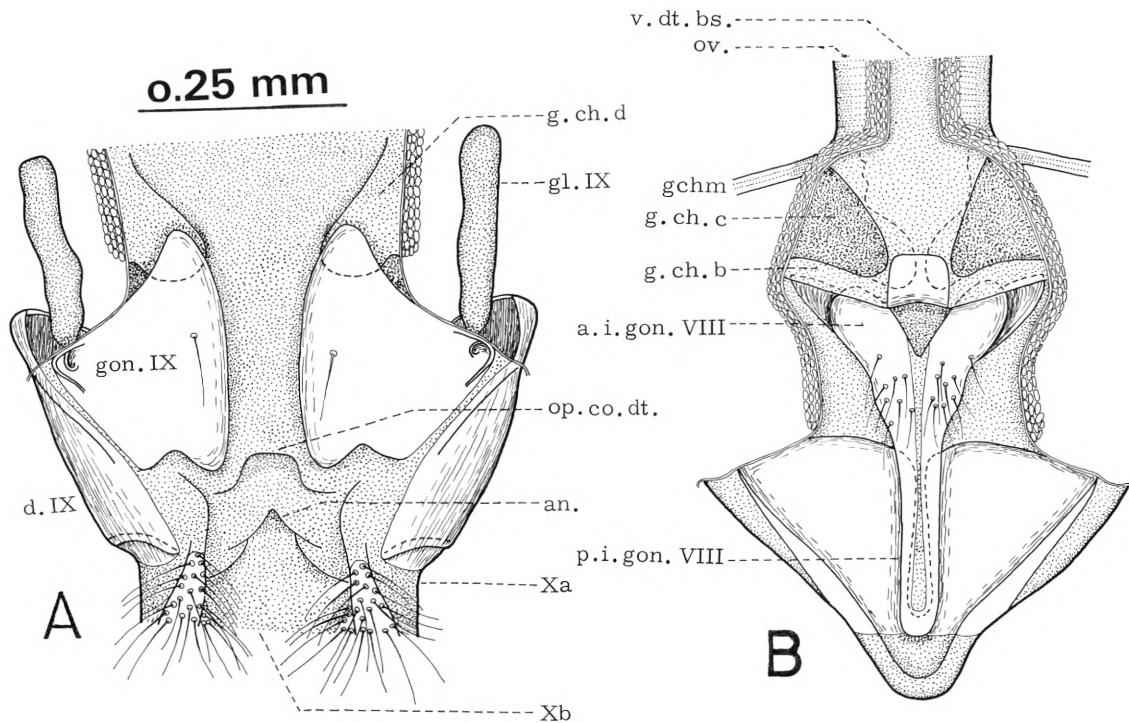 o.25 mm
v.dt.bs.
ov.
g.ch.d
gl.IX
gchm
g.ch.c
g.ch.b
a.i.gon.VIII
gon.IX
op.co.dt.
d.IX
an.
p.i.gon.VIII
Xa
A
B
Xb